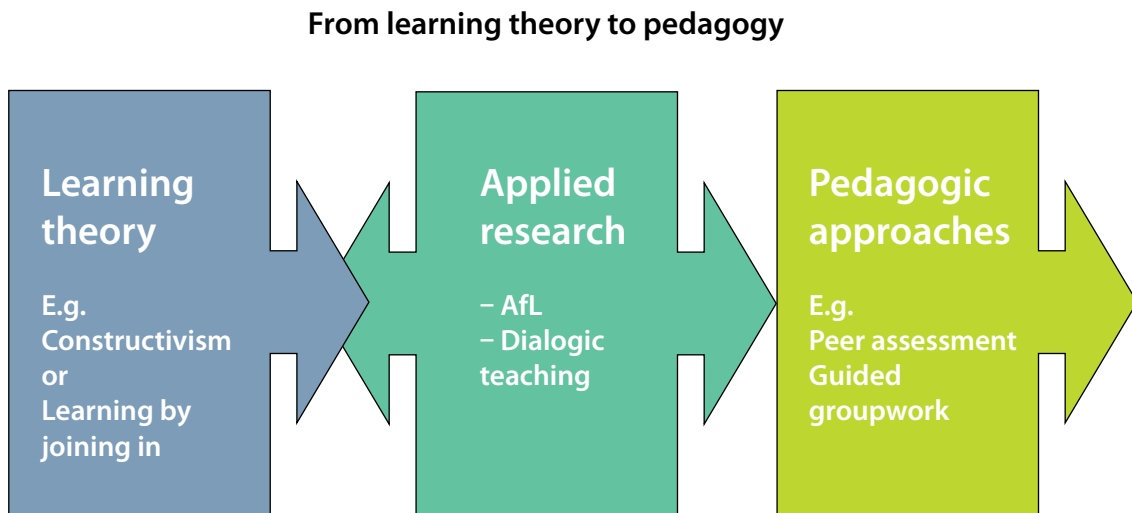 From learning theory to pedagogy
Learning
theory
E.g.
Constructivism
or
Learning by
joining in
Applied
research
– AfL
– Dialogic
teaching
Pedagogic
approaches
E.g.
Peer assessment
Guided
groupwork